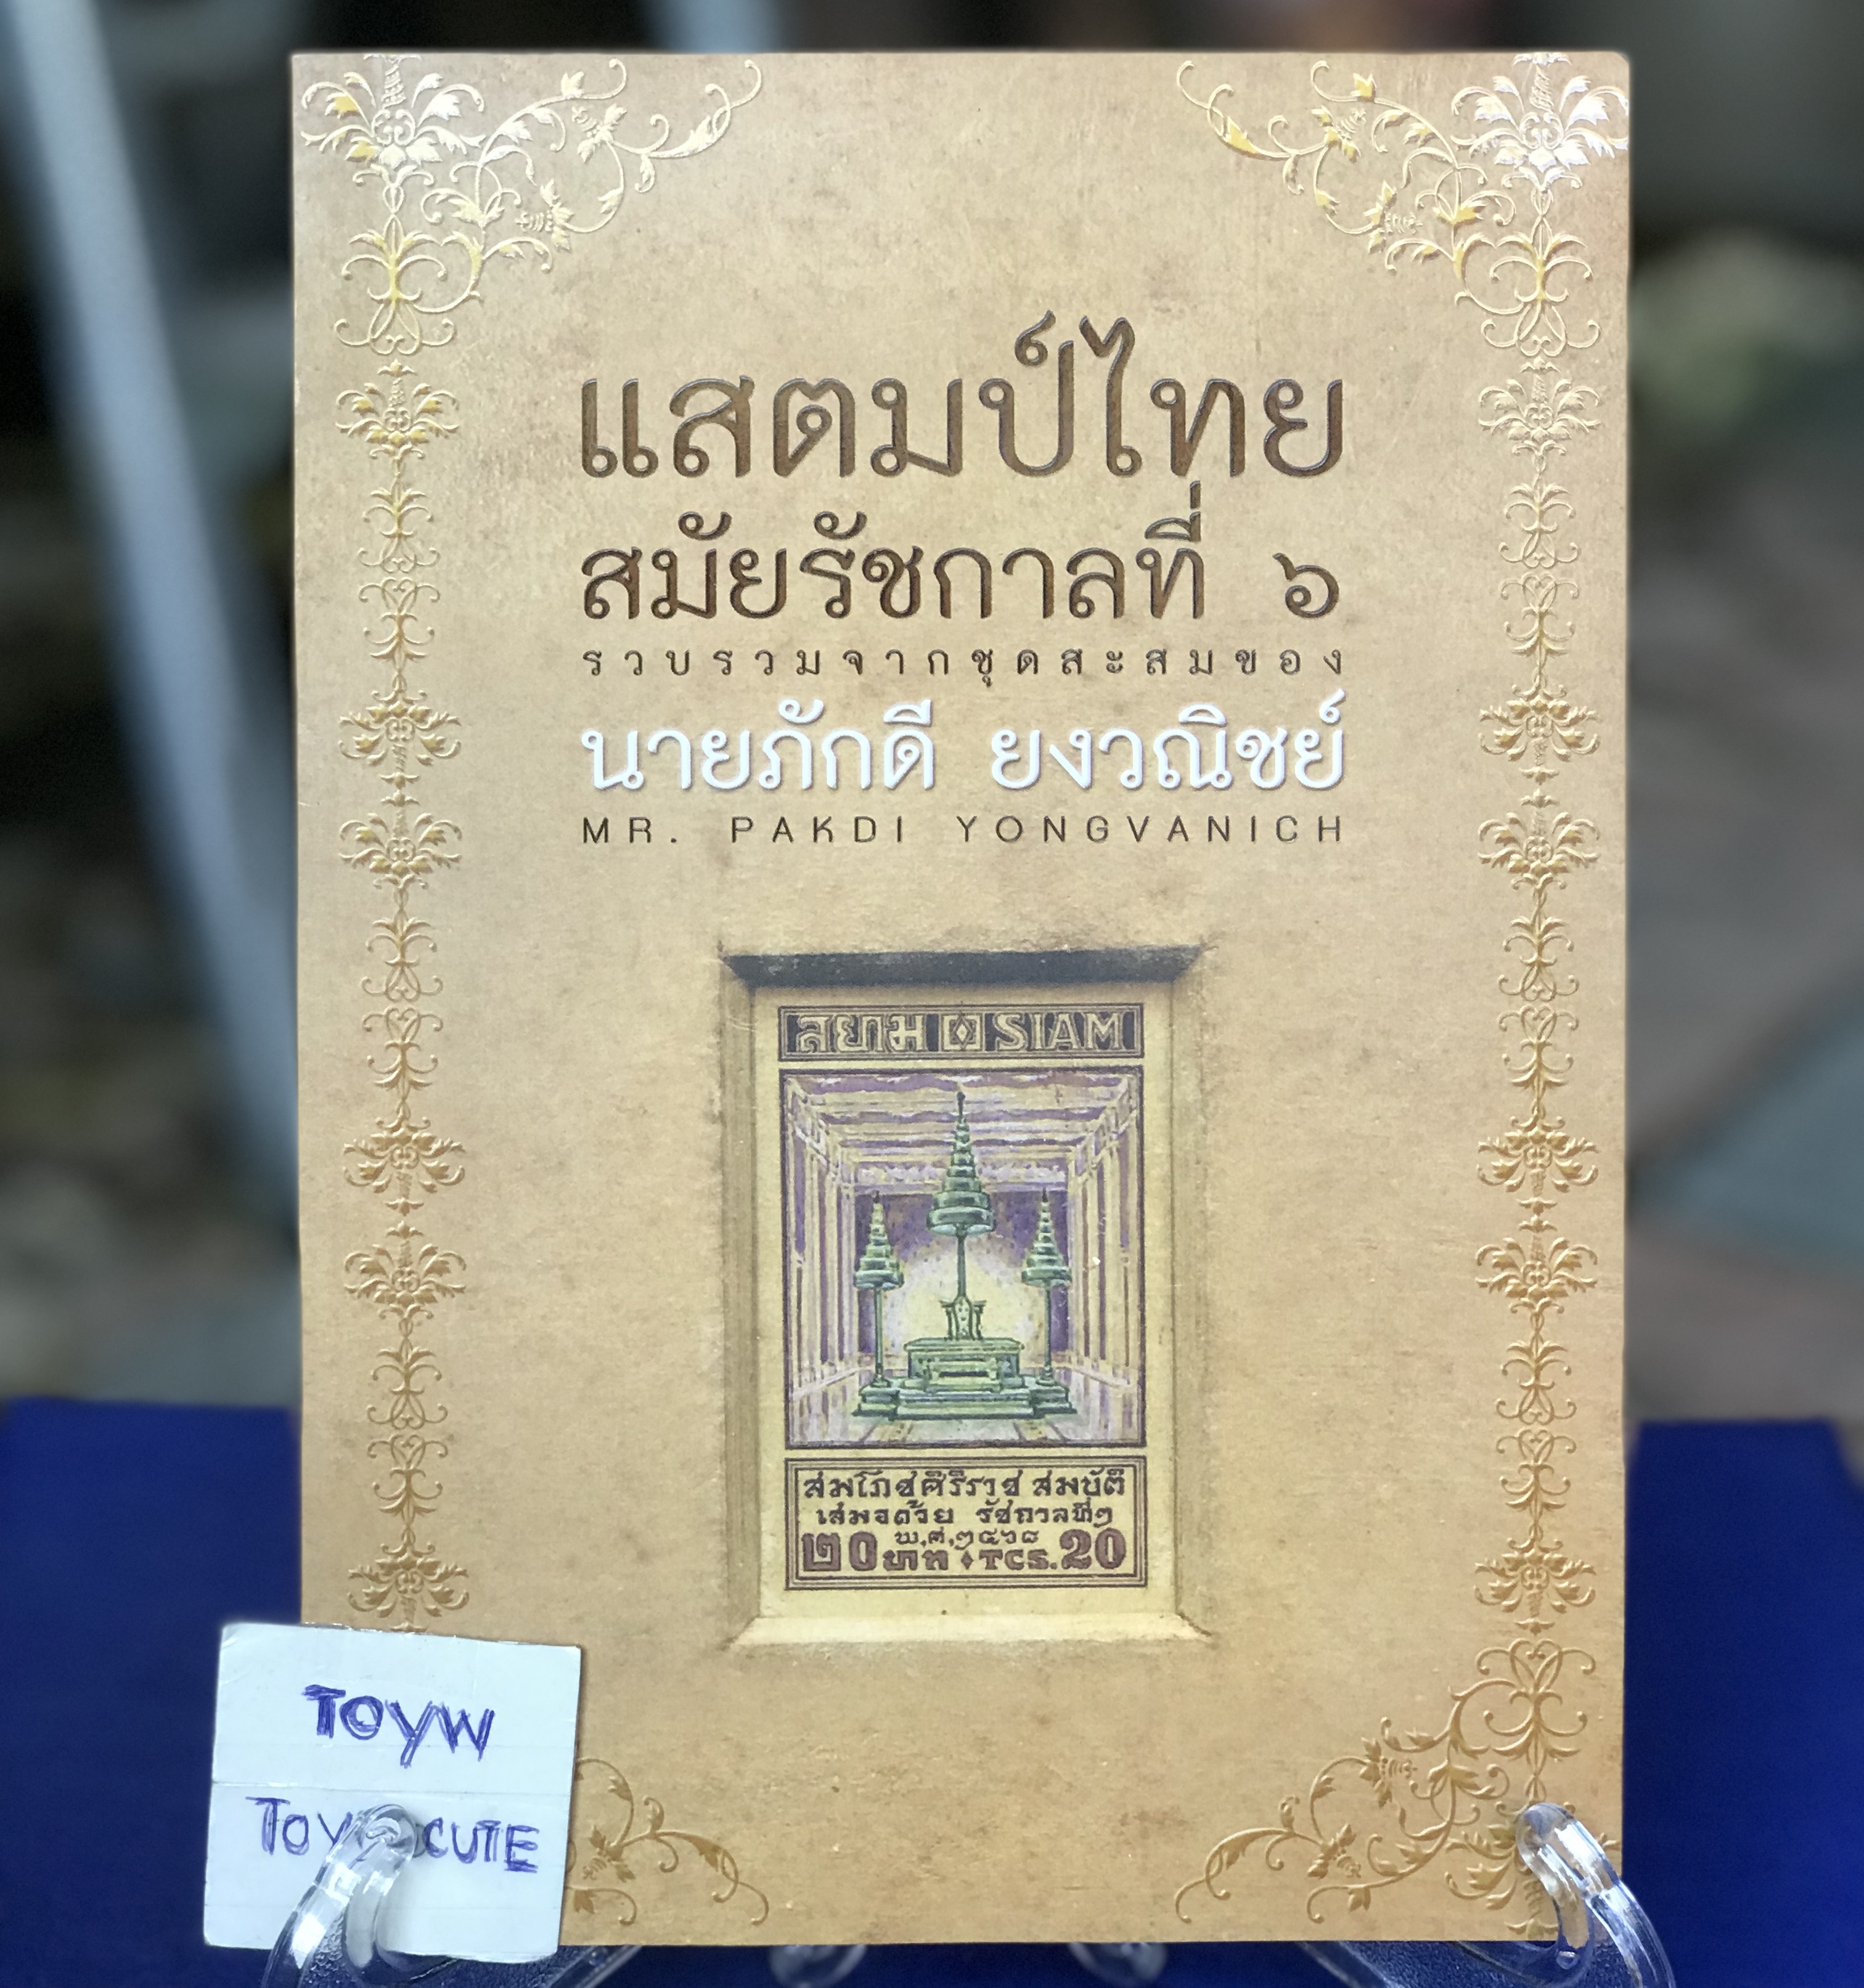 แสตมป์ไทย
สมัยรัชกาลที่ ๖
รวบรวมจากชุดสะสมของ
นายภักดี ยงวณิชย์
MR. PAKDI YONGVANICH
สยาม SIAM
สมโภชศิริราช สมบัติ
เสมอด้วย รัชกาลที่๒
พ.ศ.๒๔๖๘
๒๐ บาท TCS. 20
TOYW
TOY CUTE